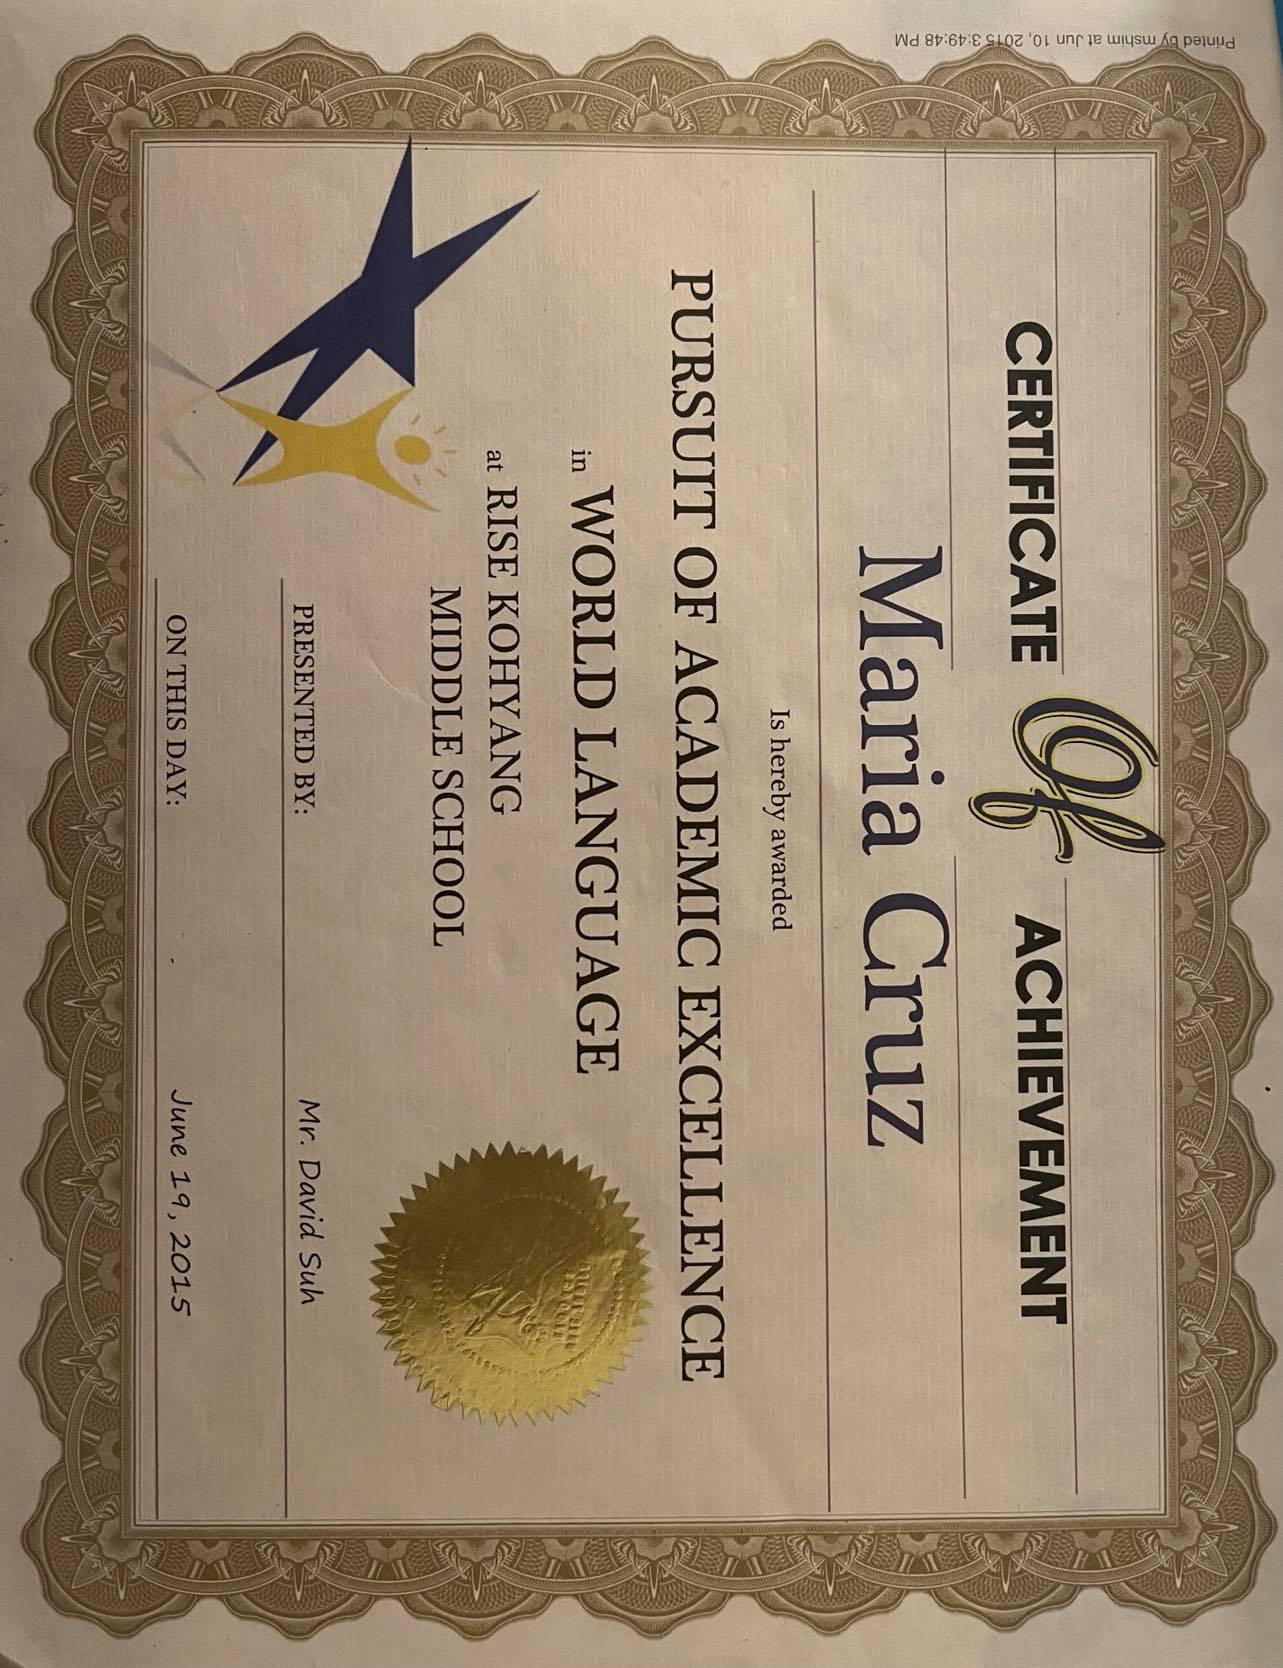 Printed by mshim at Jun 10, 2015 3:49:48 PM
CERTIFICATE Of ACHIEVEMENT
Maria Cruz
Is hereby awarded
PURSUIT OF ACADEMIC EXCELLENCE
in WORLD LANGUAGE
at RISE KOHYANG
MIDDLE SCHOOL
PRESENTED BY: Mr. David Suh
ON THIS DAY: June 19, 2015